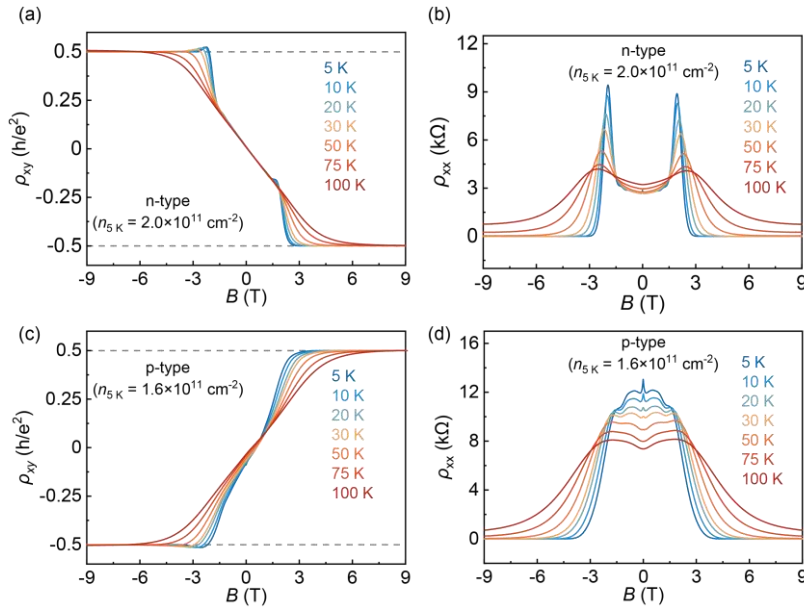 (a)
0.5
0.25
0
-0.25
-0.5
ρxy (h/e²)
5 K
10 K
20 K
30 K
50 K
75 K
100 K
n-type
(n5 K = 2.0×10¹¹ cm⁻²)
-9 -6 -3 0 3 6 9
B (T)
(b)
12
9
6
3
0
ρxx (kΩ)
n-type
(n5 K = 2.0×10¹¹ cm⁻²)
5 K
10 K
20 K
30 K
50 K
75 K
100 K
-9 -6 -3 0 3 6 9
B (T)
(c)
0.5
0.25
0
-0.25
-0.5
ρxy (h/e²)
p-type
(n5 K = 1.6×10¹¹ cm⁻²)
5 K
10 K
20 K
30 K
50 K
75 K
100 K
-9 -6 -3 0 3 6 9
B (T)
(d)
16
12
8
4
0
ρxx (kΩ)
p-type
(n5 K = 1.6×10¹¹ cm⁻²)
5 K
10 K
20 K
30 K
50 K
75 K
100 K
-9 -6 -3 0 3 6 9
B (T)